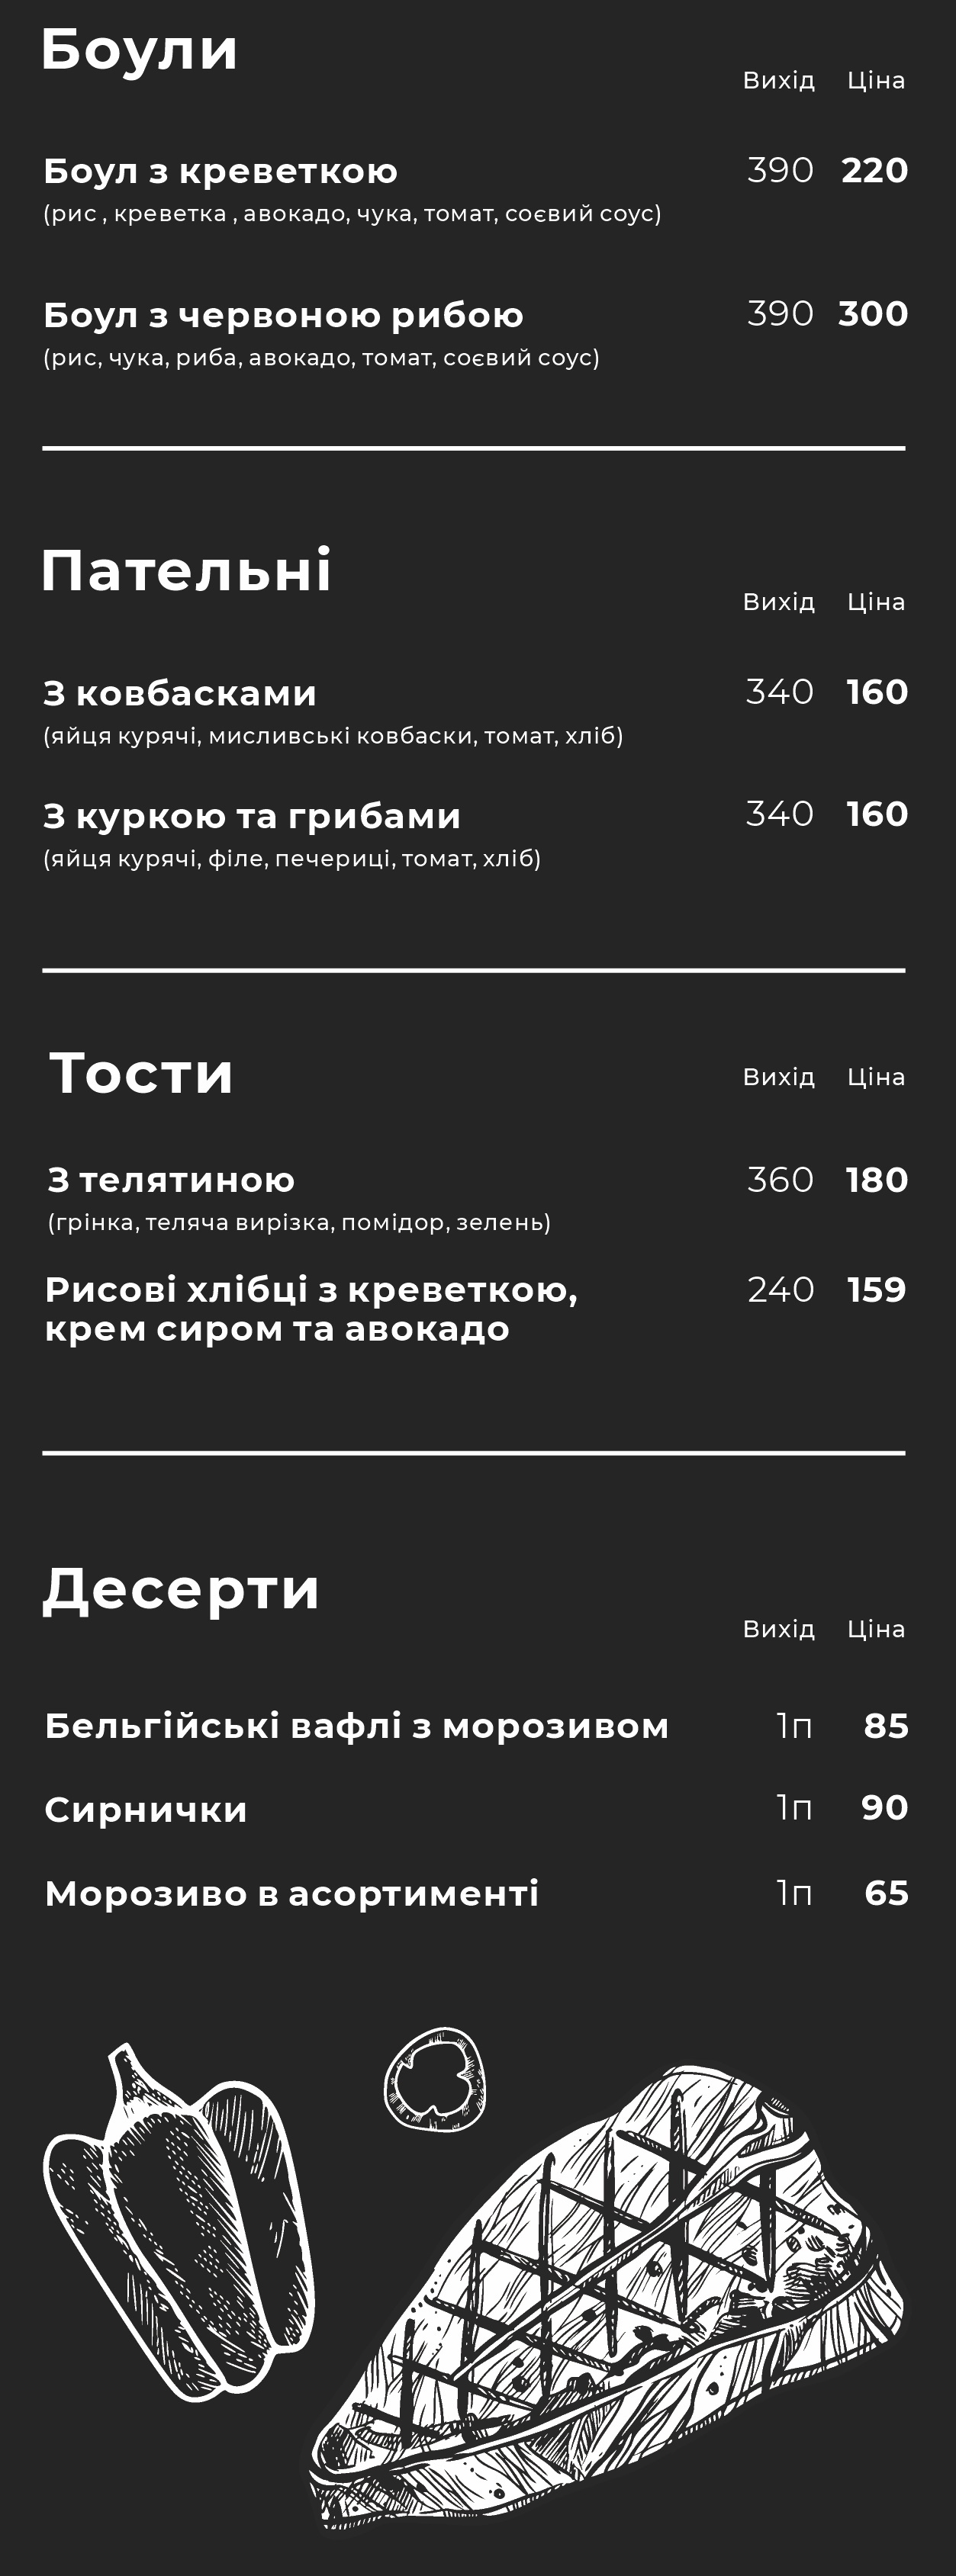 Боули
Вихід Ціна
Боул з креветкою 390 220
(рис , креветка , авокадо, чука, томат, соєвий соус)
Боул з червоною рибою 390 300
(рис, чука, риба, авокадо, томат, соєвий соус)
Пательні
Вихід Ціна
З ковбасками 340 160
(яйця курячі, мисливські ковбаски, томат, хліб)
З куркою та грибами 340 160
(яйця курячі, філе, печериці, томат, хліб)
Тости Вихід Ціна
З телятиною 360 180
(грінка, теляча вирізка, помідор, зелень)
Рисові хлібці з креветкою, 240 159
крем сиром та авокадо
Десерти
Вихід Ціна
Бельгійські вафлі з морозивом 1п 85
Сирнички 1п 90
Морозиво в асортименті 1п 65